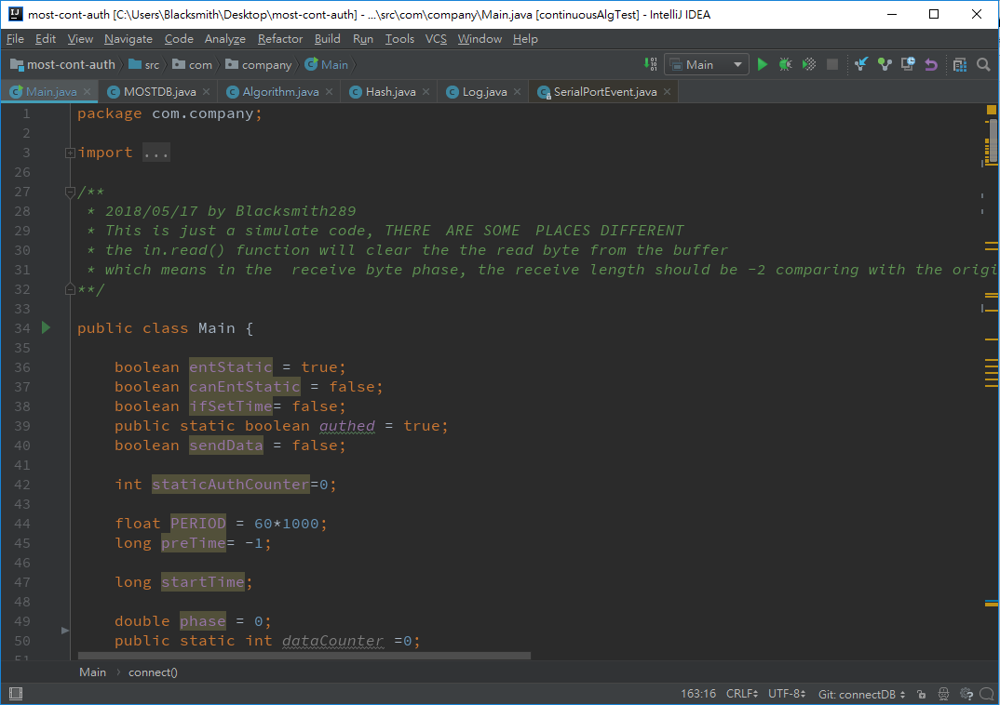 most-cont-auth [C:\Users\Blacksmith\Desktop\most-cont-auth] - ...\src\com\company\Main.java [continuousAlgTest] - IntelliJ IDEA
File Edit View Navigate Code Analyze Refactor Build Run Tools VCS Window Help
most-cont-auth src com company Main Main
Main.java MOSTDB.java Algorithm.java Hash.java Log.java SerialPortEvent.java
1 package com.company;
2
3 import ...
26
27 /**
28 * 2018/05/17 by Blacksmith289
29 * This is just a simulate code, THERE ARE SOME PLACES DIFFERENT
30 * the in.read() function will clear the the read byte from the buffer
31 * which means in the receive byte phase, the receive length should be -2 comparing with the origi
32 **/
33
34 public class Main {
35
36 boolean entStatic = true;
37 boolean canEntStatic = false;
38 boolean ifSetTime= false;
39 public static boolean authed = true;
40 boolean sendData = false;
41
42 int staticAuthCounter=0;
43
44 float PERIOD = 60*1000;
45 long preTime= -1;
46
47 long startTime;
48
49 double phase = 0;
50 public static int dataCounter =0;
51
Main connect()
163:16 CRLF UTF-8 Git: connectDB